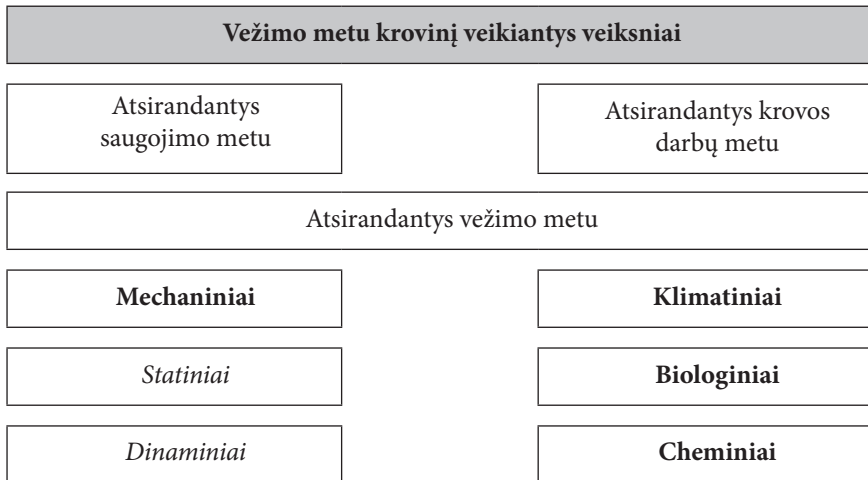 Vežimo metu krovinį veikiantys veiksniai
Atsirandantys
saugojimo metu
Atsirandantys krovos
darbų metu
Atsirandantys vežimo metu
Mechaniniai
Klimatiniai
Statiniai
Biologiniai
Dinaminiai
Cheminiai